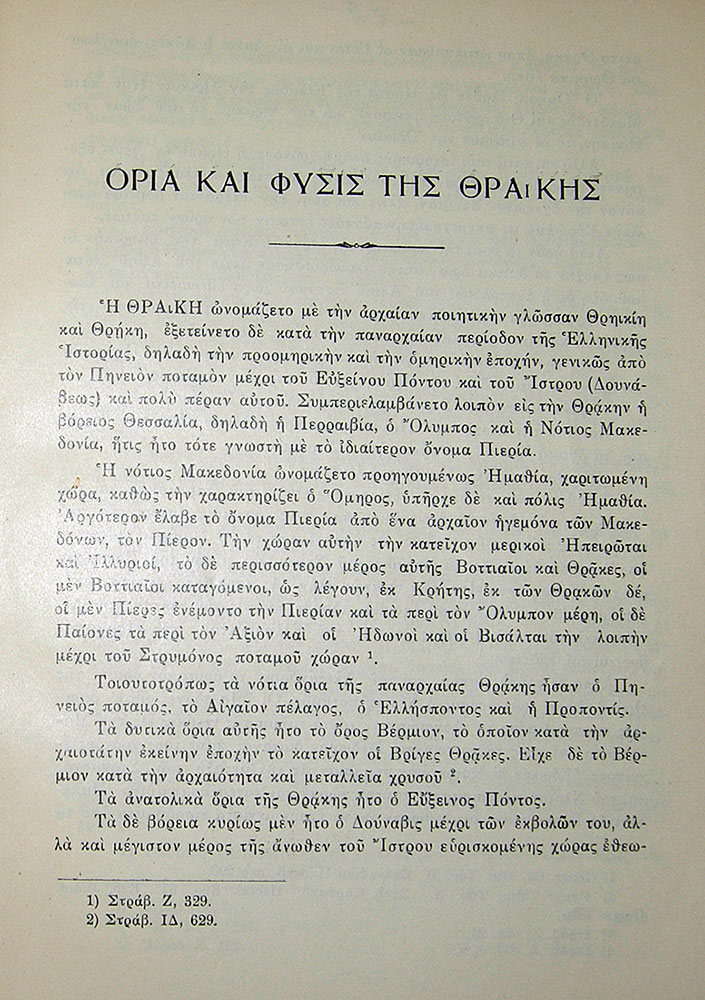 ΟΡΙΑ ΚΑΙ ΦΥΣΙΣ ΤΗΣ ΘΡΑιΚΗΣ
Ἡ ΘΡΑιΚΗ ὠνομάζετο μὲ τὴν ἀρχαίαν ποιητικὴν γλῶσσαν Θρηικίη
καὶ Θρῄκη, ἐξετείνετο δὲ κατὰ τὴν παναρχαίαν περίοδον τῆς Ἑλληνικῆς
Ἱστορίας, δηλαδὴ τὴν προομηρικὴν καὶ τὴν ὁμηρικὴν ἐποχήν, γενικῶς ἀπὸ
τὸν Πηνειὸν ποταμὸν μέχρι τοῦ Εὐξείνου Πόντου καὶ τοῦ Ἴστρου (Δουνά-
βεως) καὶ πολὺ πέραν αὐτοῦ. Συμπεριελαμβάνετο λοιπὸν εἰς τὴν Θρᾴκην ἡ
βόρειος Θεσσαλία, δηλαδὴ ἡ Περραιβία, ὁ Ὄλυμπος καὶ ἡ Νότιος Μακε-
δονία, ἥτις ἦτο τότε γνωστὴ μὲ τὸ ἰδιαίτερον ὄνομα Πιερία.
Ἡ νότιος Μακεδονία ὠνομάζετο προηγουμένως Ἠμαθία, χαριτωμένη
χώρα, καθὼς τὴν χαρακτηρίζει ὁ Ὅμηρος, ὑπῆρχε δὲ καὶ πόλις Ἠμαθία.
Ἀργότερον ἔλαβε τὸ ὄνομα Πιερία ἀπὸ ἕνα ἀρχαῖον ἡγεμόνα τῶν Μακε-
δόνων, τὸν Πίερον. Τὴν χώραν αὐτὴν τὴν κατεῖχον μερικοὶ Ἠπειρῶται
καὶ Ἰλλυριοί, τὸ δὲ περισσότερον μέρος αὐτῆς Βοττιαῖοι καὶ Θρᾷκες, οἱ
μὲν Βοττιαῖοι καταγόμενοι, ὡς λέγουν, ἐκ Κρήτης, ἐκ τῶν Θρακῶν δέ,
οἱ μὲν Πίερες ἐνέμοντο τὴν Πιερίαν καὶ τὰ περὶ τὸν Ὄλυμπον μέρη, οἱ δὲ
Παίονες τὰ περὶ τὸν Ἀξιὸν καὶ οἱ Ἠδωνοὶ καὶ οἱ Βισάλται τὴν λοιπὴν
μέχρι τοῦ Στρυμόνος ποταμοῦ χώραν ¹.
Τοιουτοτρόπως τὰ νότια ὅρια τῆς παναρχαίας Θρᾴκης ἦσαν ὁ Πη-
νειὸς ποταμός, τὸ Αἰγαῖον πέλαγος, ὁ Ἑλλήσποντος καὶ ἡ Προποντίς.
Τὰ δυτικὰ ὅρια αὐτῆς ἦτο τὸ ὄρος Βέρμιον, τὸ ὁποῖον κατὰ τὴν ἀρ-
χαιοτάτην ἐκείνην ἐποχὴν τὸ κατεῖχον οἱ Βρίγες Θρᾷκες. Εἶχε δὲ τὸ Βέρ-
μιον κατὰ τὴν ἀρχαιότητα καὶ μεταλλεῖα χρυσοῦ ².
Τὰ ἀνατολικὰ ὅρια τῆς Θρᾴκης ἦτο ὁ Εὔξεινος Πόντος.
Τὰ δὲ βόρεια κυρίως μὲν ἦτο ὁ Δούναβις μέχρι τῶν ἐκβολῶν του, ἀλ-
λὰ καὶ μέγιστον μέρος τῆς ἄνωθεν τοῦ Ἴστρου εὑρισκομένης χώρας ἐθεω-
1) Στράβ. Ζ, 329.
2) Στράβ. ΙΔ, 629.